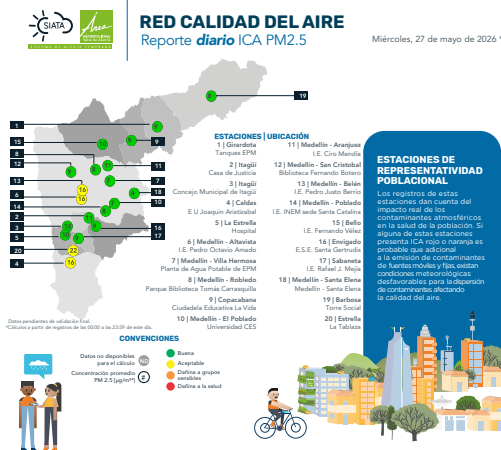 SIATA
SISTEMA DE ALERTA TEMPRANA
Área
METROPOLITANA
Valle de Aburrá
RED CALIDAD DEL AIRE
Reporte diario ICA PM2.5
Miércoles, 27 de mayo de 2026 *
19
1
15
8
12
13
6
14
2
3
5
20
4
9
11
7
18
10
16
17
16
16
22
16
ESTACIONES | UBICACIÓN
1 | Girardota
Tanques EPM
2 | Itagüí
Casa de Justicia
3 | Itagüí
Concejo Municipal de Itagüí
4 | Caldas
E U Joaquín Aristizabal
5 | La Estrella
Hospital
6 | Medellín - Altavista
I.E. Pedro Octavio Amado
7 | Medellín - Villa Hermosa
Planta de Agua Potable de EPM
8 | Medellín - Robledo
Parque Biblioteca Tomás Carrasquilla
9 | Copacabana
Ciudadela Educativa La Vida
10 | Medellín - El Poblado
Universidad CES
11 | Medellín - Aranjuez
I.E. Ciro Mendía
12 | Medellín - San Cristobal
Biblioteca Fernando Botero
13 | Medellín - Belén
I.E. Pedro Justo Berrio
14 | Medellín - Poblado
I.E. INEM sede Santa Catalina
15 | Bello
I.E. Fernando Vélez
16 | Envigado
E.S.E. Santa Gertrudis
17 | Sabaneta
I.E. Rafael J. Mejía
18 | Medellín - Santa Elena
Medellín - Santa Elena
19 | Barbosa
Torre Social
20 | Estrella
La Tablaza
ESTACIONES DE
REPRESENTATIVIDAD
POBLACIONAL
Los registros de estas
estaciones dan cuenta del
impacto real de los
contaminantes atmosféricos
en la salud de la población. Si
alguna de estas estaciones
presenta ICA rojo o naranja es
probable que adicional
a la emisión de contaminantes
de fuentes móviles y fijas, existan
condiciones meteorológicas
desfavorables para la dispersión
de contaminantes afectando
la calidad del aire.
Datos pendientes de validación final.
*Cálculos a partir de registros de las 00:00 a las 23:59 de este día.
CONVENCIONES
Datos no disponibles
para el cálculo
ND
Concentración promedio
PM 2.5 [µg/m³]
#
Buena
Aceptable
Dañina a grupos
sensibles
Dañina a la salud